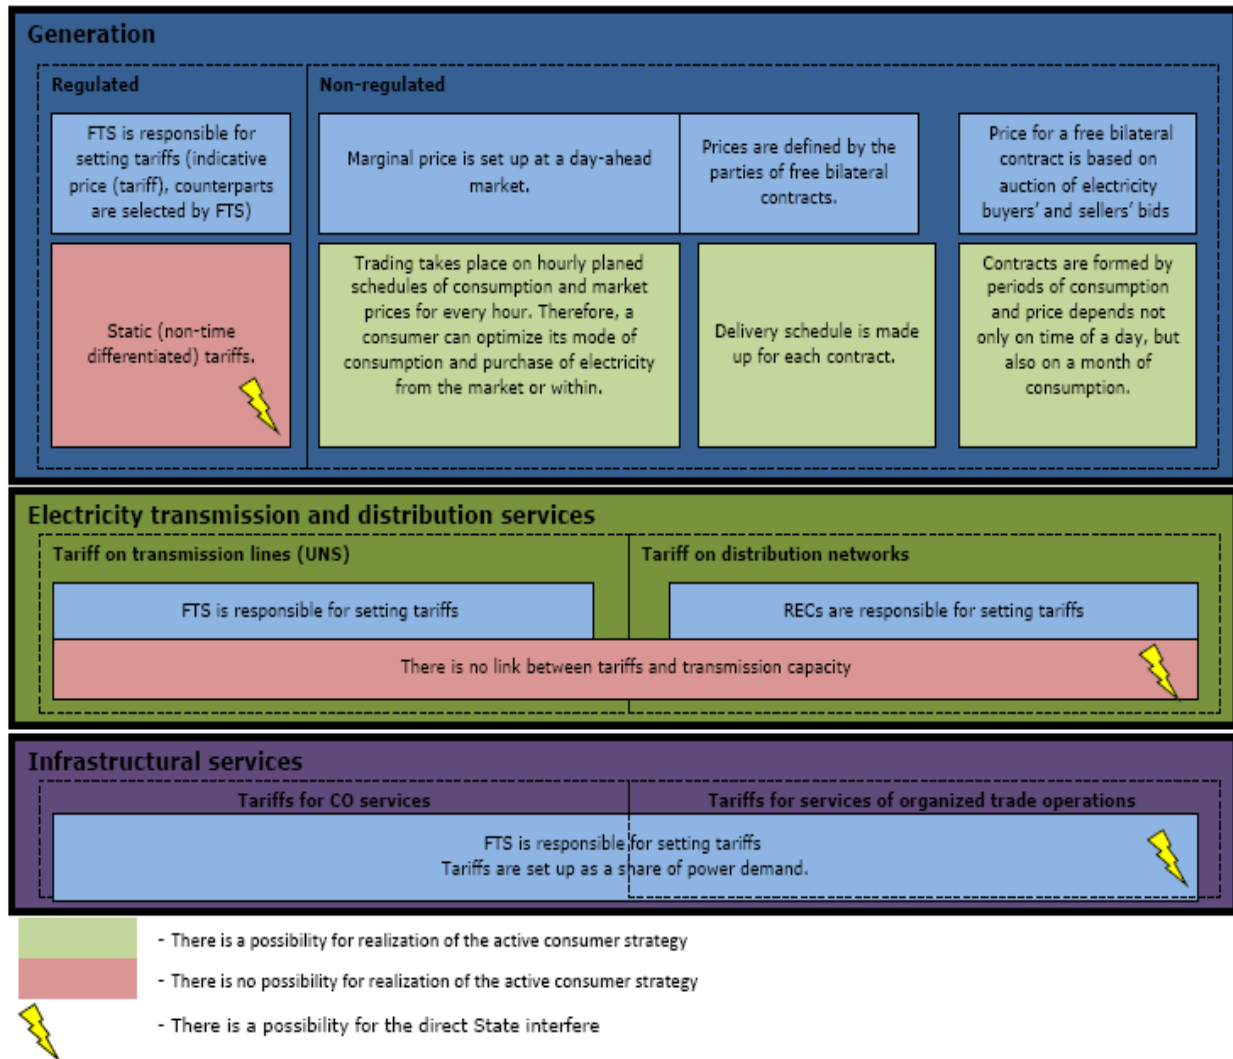 Generation
Regulated
Non-regulated
FTS is responsible for
setting tariffs (indicative
price (tariff), counterparts
are selected by FTS)
Marginal price is set up at a day-ahead
market.
Prices are defined by the
parties of free bilateral
contracts.
Price for a free bilateral
contract is based on
auction of electricity
buyers’ and sellers’ bids
Static (non-time
differentiated) tariffs.
Trading takes place on hourly planed
schedules of consumption and market
prices for every hour. Therefore, a
consumer can optimize its mode of
consumption and purchase of electricity
from the market or within.
Delivery schedule is made
up for each contract.
Contracts are formed by
periods of consumption
and price depends not
only on time of a day, but
also on a month of
consumption.
Electricity transmission and distribution services
Tariff on transmission lines (UNS)
Tariff on distribution networks
FTS is responsible for setting tariffs
RECs are responsible for setting tariffs
There is no link between tariffs and transmission capacity
Infrastructural services
Tariffs for CO services
Tariffs for services of organized trade operations
FTS is responsible for setting tariffs
Tariffs are set up as a share of power demand.
- There is a possibility for realization of the active consumer strategy
- There is no possibility for realization of the active consumer strategy
- There is a possibility for the direct State interfere